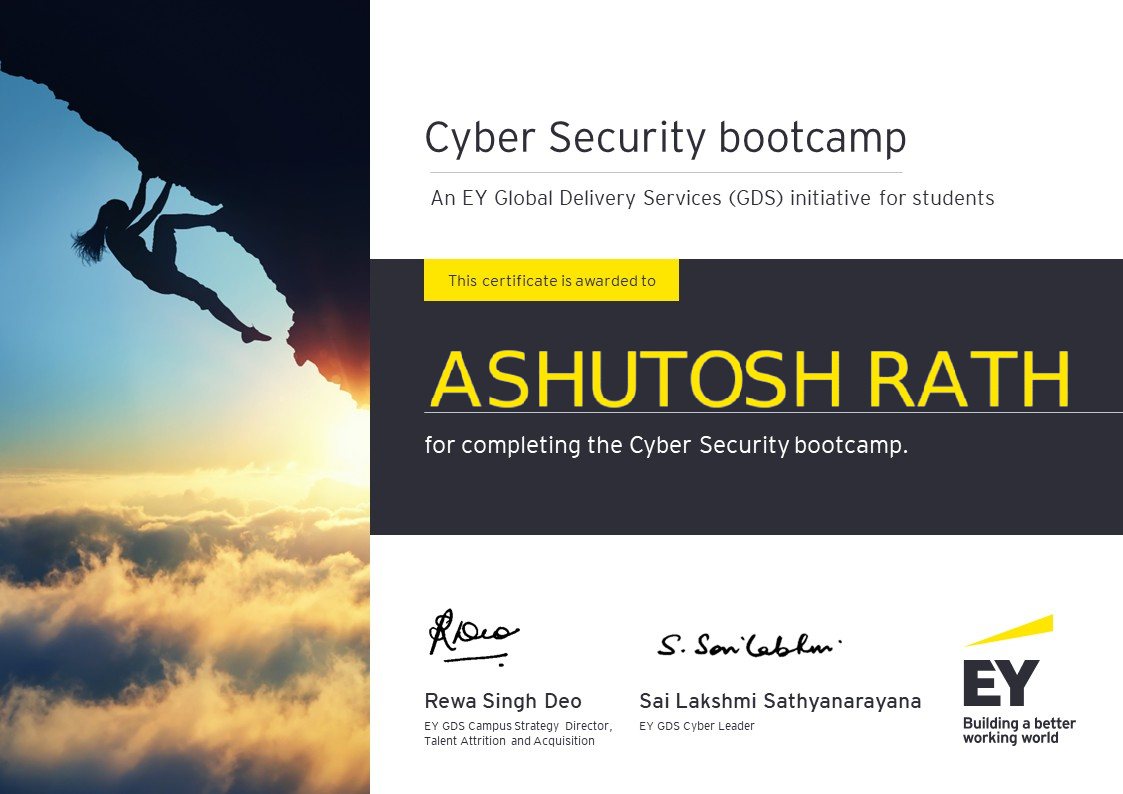 Cyber Security bootcamp
An EY Global Delivery Services (GDS) initiative for students
This certificate is awarded to
ASHUTOSH RATH
for completing the Cyber Security bootcamp.
RDeo
S. Sailakhmi
Rewa Singh Deo
EY GDS Campus Strategy Director,
Talent Attrition and Acquisition
Sai Lakshmi Sathyanarayana
EY GDS Cyber Leader
EY
Building a better
working world